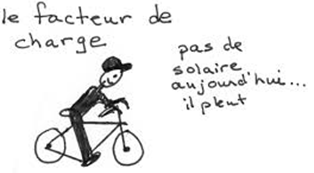 le facteur de
charge
pas de
solaire
aujourd'hui...
il pleut